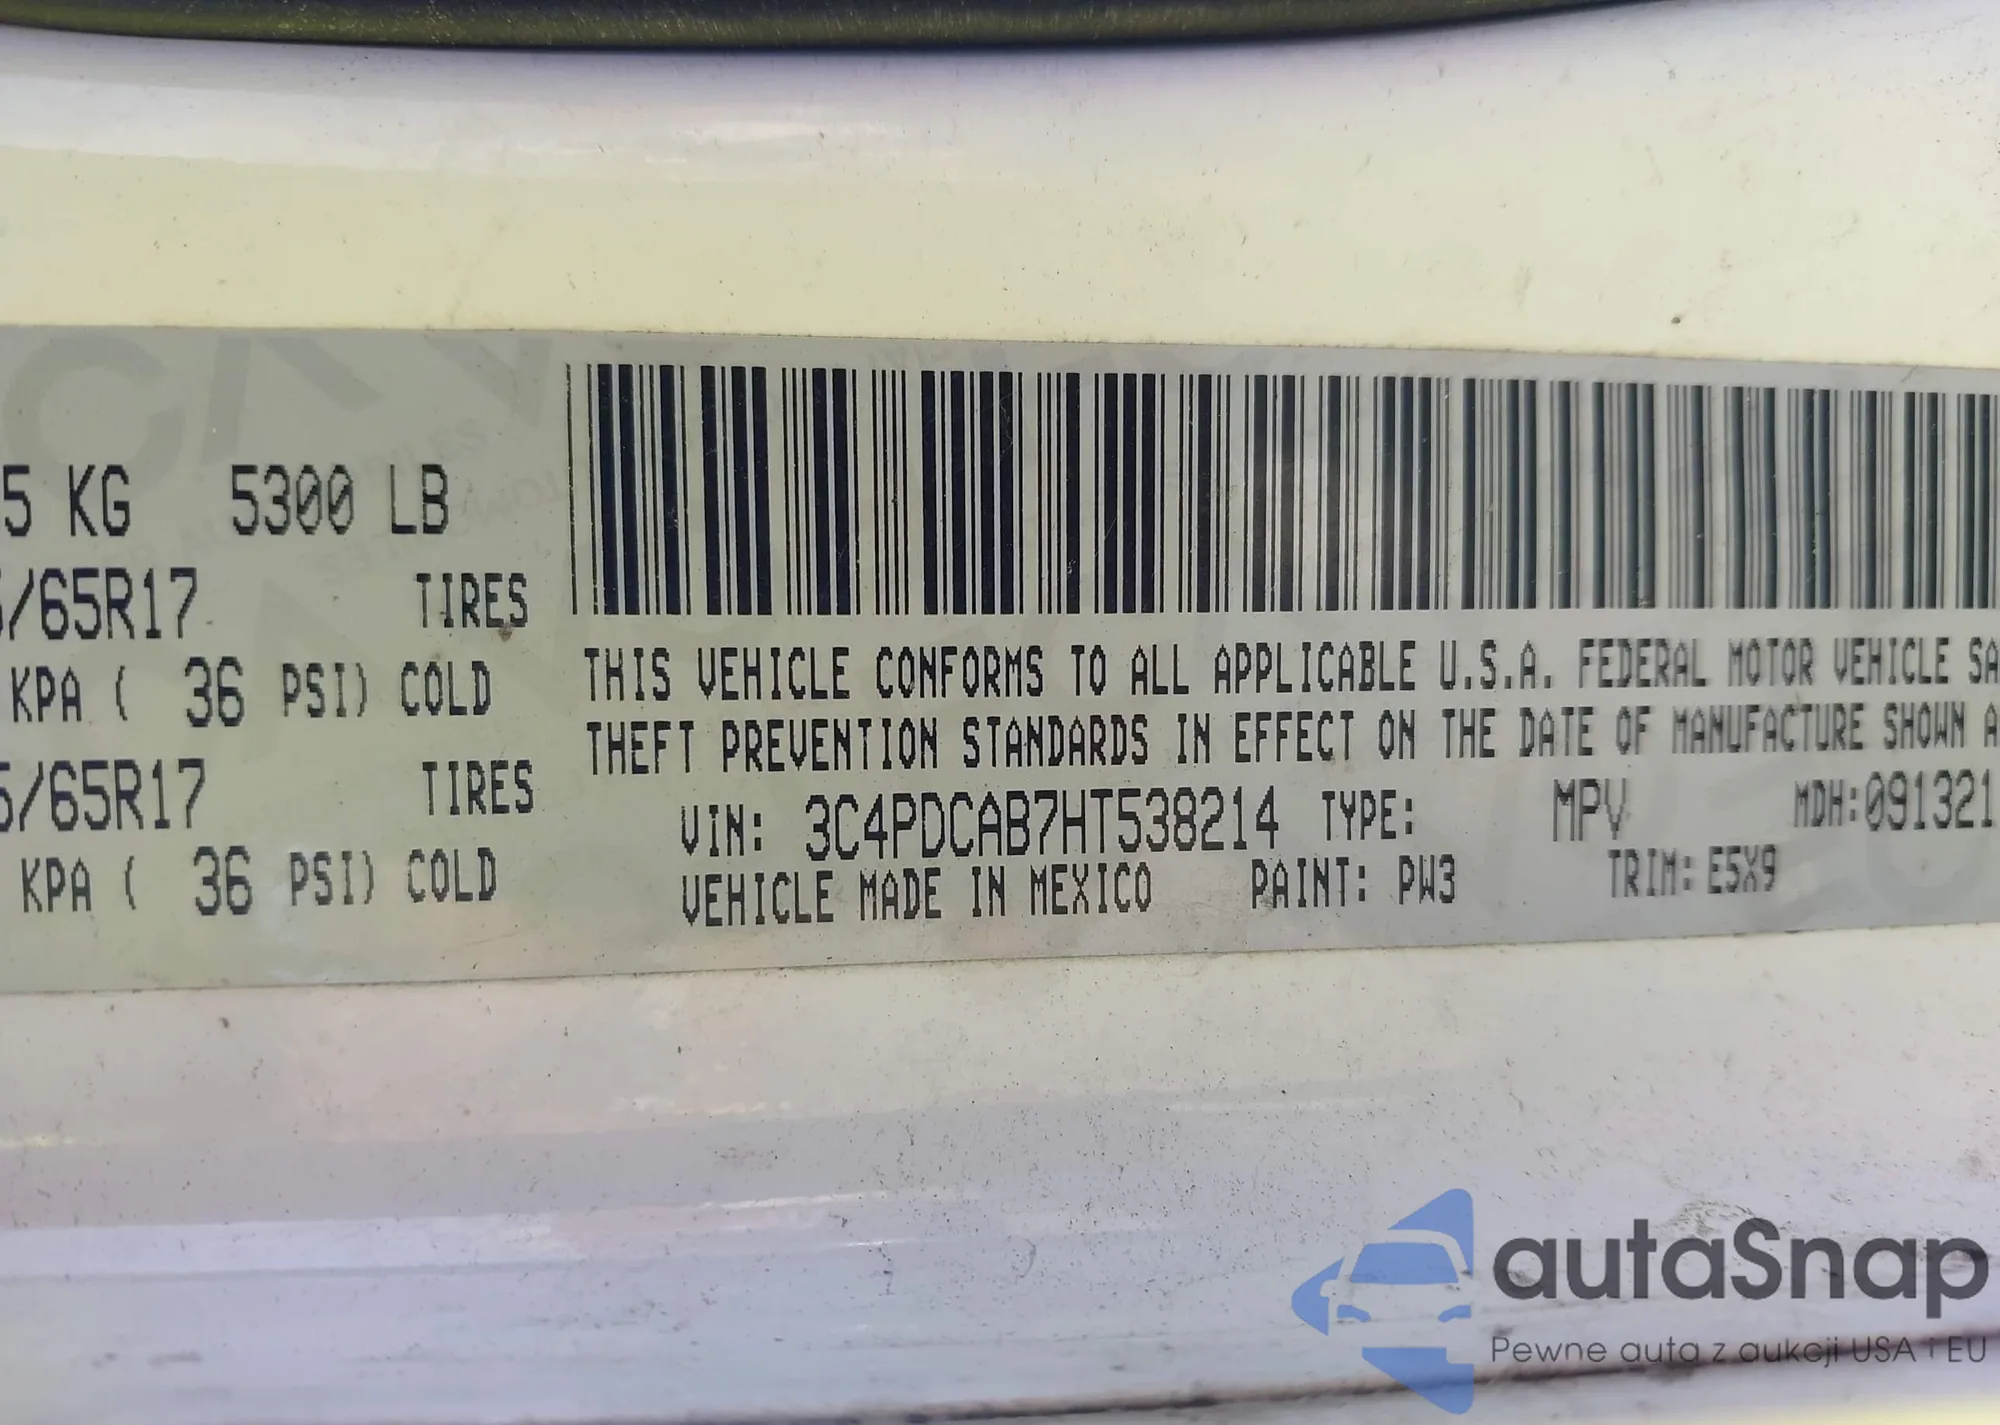 5 KG 5300 LB
5/65R17 TIRES
KPA ( 36 PSI) COLD
5/65R17 TIRES
KPA ( 36 PSI) COLD
THIS VEHICLE CONFORMS TO ALL APPLICABLE U.S.A. FEDERAL MOTOR VEHICLE SA
THEFT PREVENTION STANDARDS IN EFFECT ON THE DATE OF MANUFACTURE SHOWN A
VIN: 3C4PDCAB7HT538214 TYPE: MPV MDH:091321
VEHICLE MADE IN MEXICO PAINT: PW3 TRIM: E5X9
autaSnap
Pewne auta z aukcji USA i EU